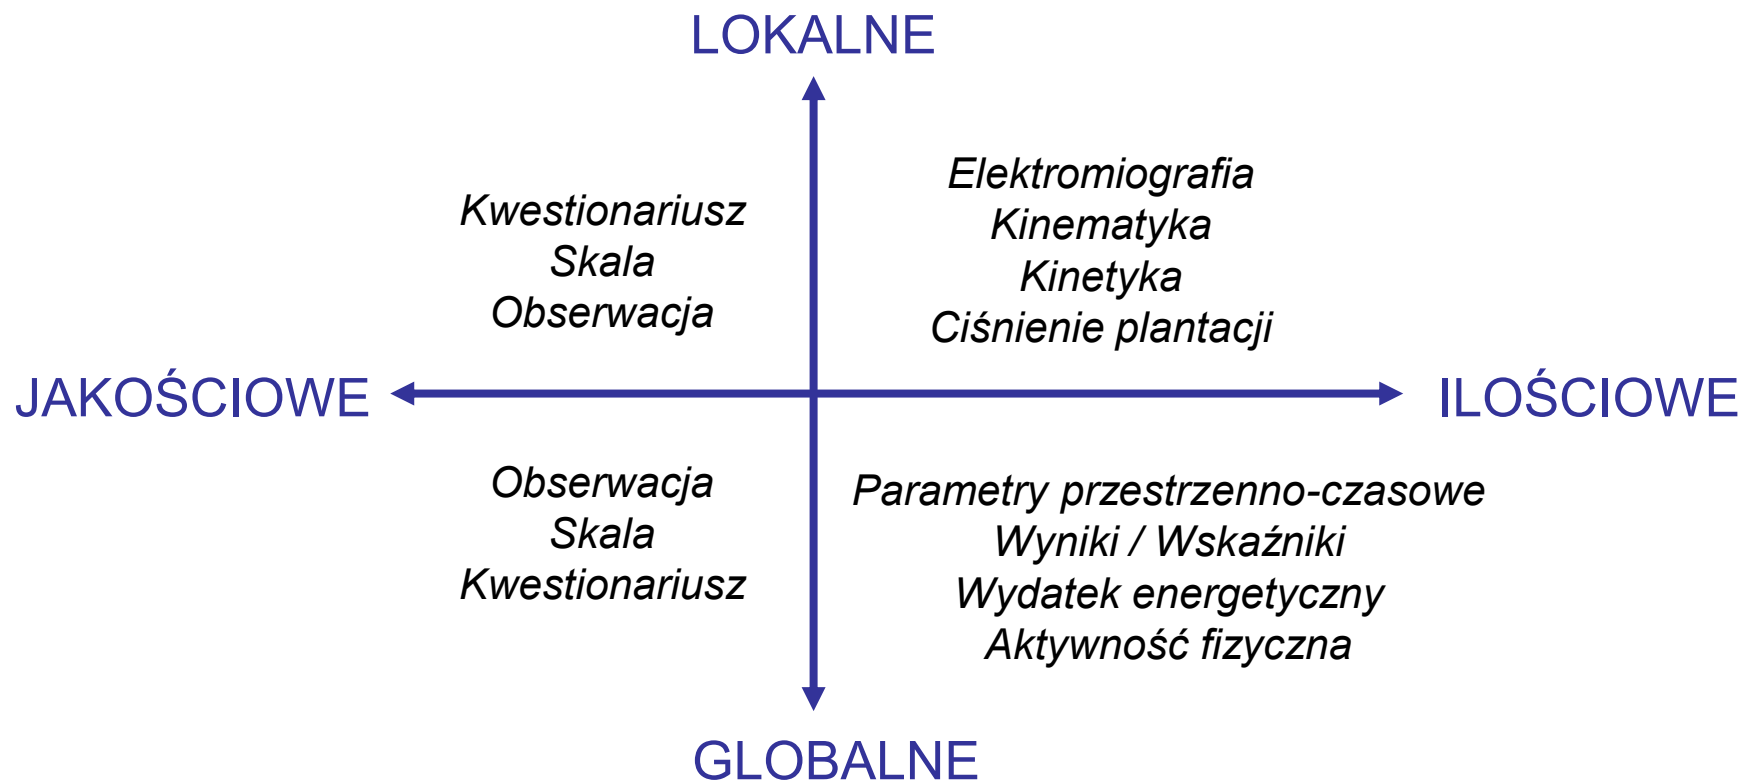 LOKALNE
Kwestionariusz
Skala
Obserwacja
Elektromiografia
Kinematyka
Kinetyka
Ciśnienie plantacji
JAKOŚCIOWE
ILOŚCIOWE
Obserwacja
Skala
Kwestionariusz
Parametry przestrzenno-czasowe
Wyniki / Wskaźniki
Wydatek energetyczny
Aktywność fizyczna
GLOBALNE